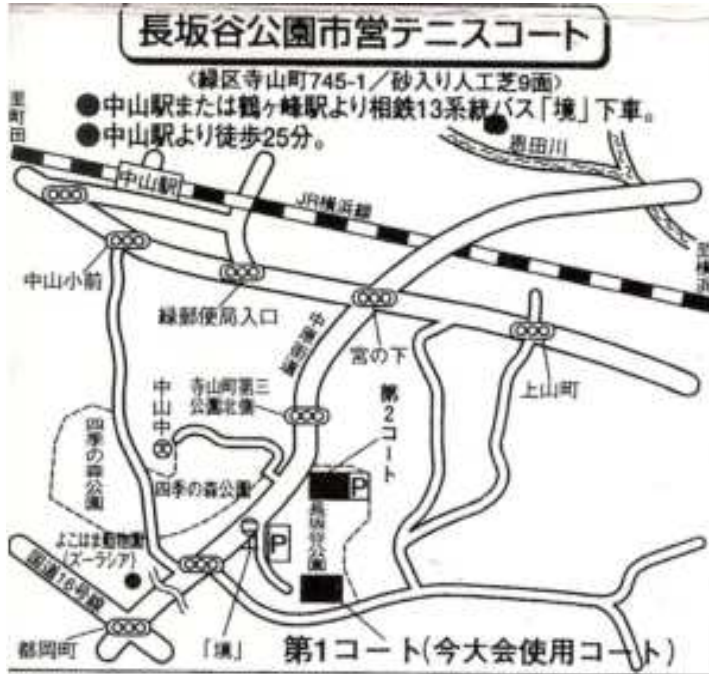 長坂谷公園市営テニスコート
〈緑区寺山町745-1/砂入り人工芝9面〉
●中山駅または鶴ヶ峰駅より相鉄13系統バス「境」下車。
●中山駅より徒歩25分。
恩田川
至町田
中山駅
JR横浜線
至横浜
中山小前
緑郵便局入口
宮の下
上山町
中山中
寺山町第三
公園北側
第2コート
四季の森公園
四季の森公園
P
長坂谷公園
P
よこはま動物園
(ズーラシア)
国道16号線
都岡町
「境」
第1コート(今大会使用コート)